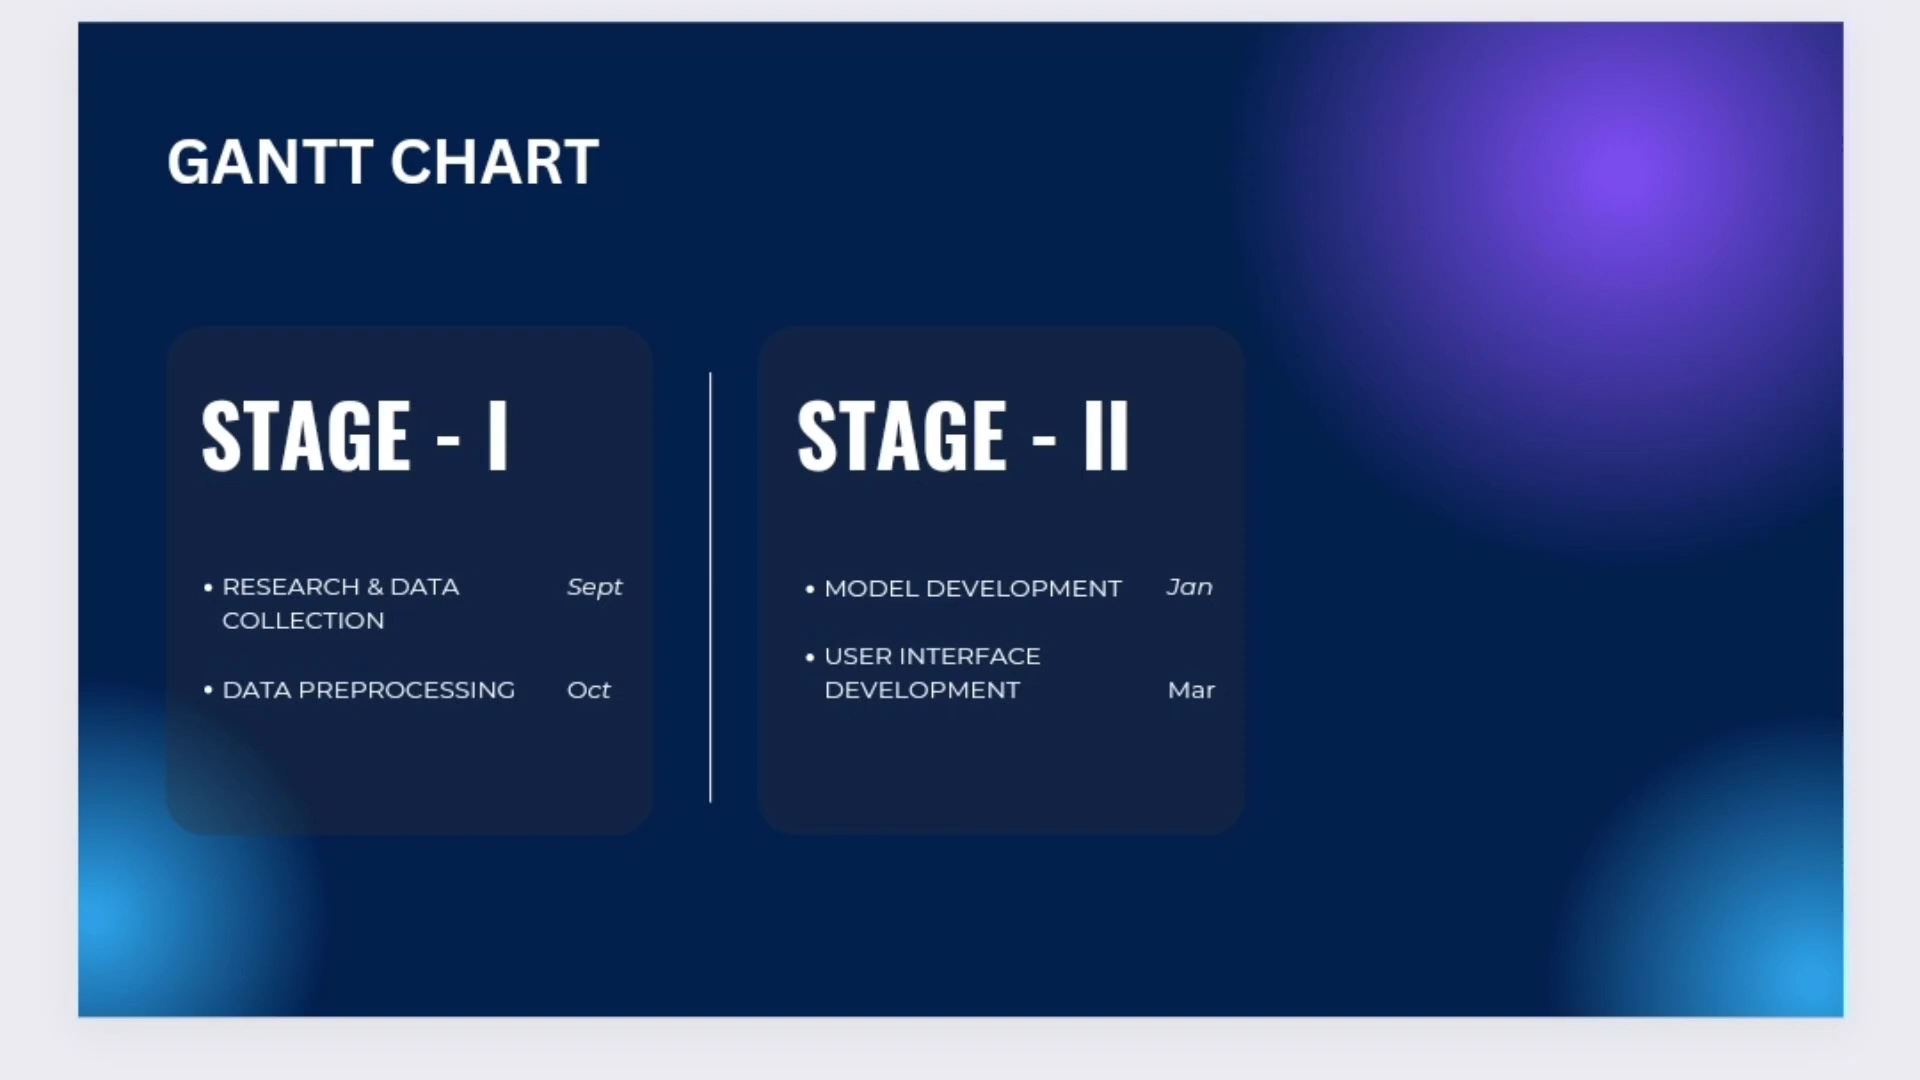 GANTT CHART
STAGE - I
• RESEARCH & DATA Sept
COLLECTION
• DATA PREPROCESSING Oct
STAGE - II
• MODEL DEVELOPMENT Jan
• USER INTERFACE
DEVELOPMENT Mar